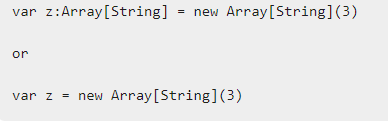 var z:Array[String] = new Array[String](3)
or
var z = new Array[String](3)